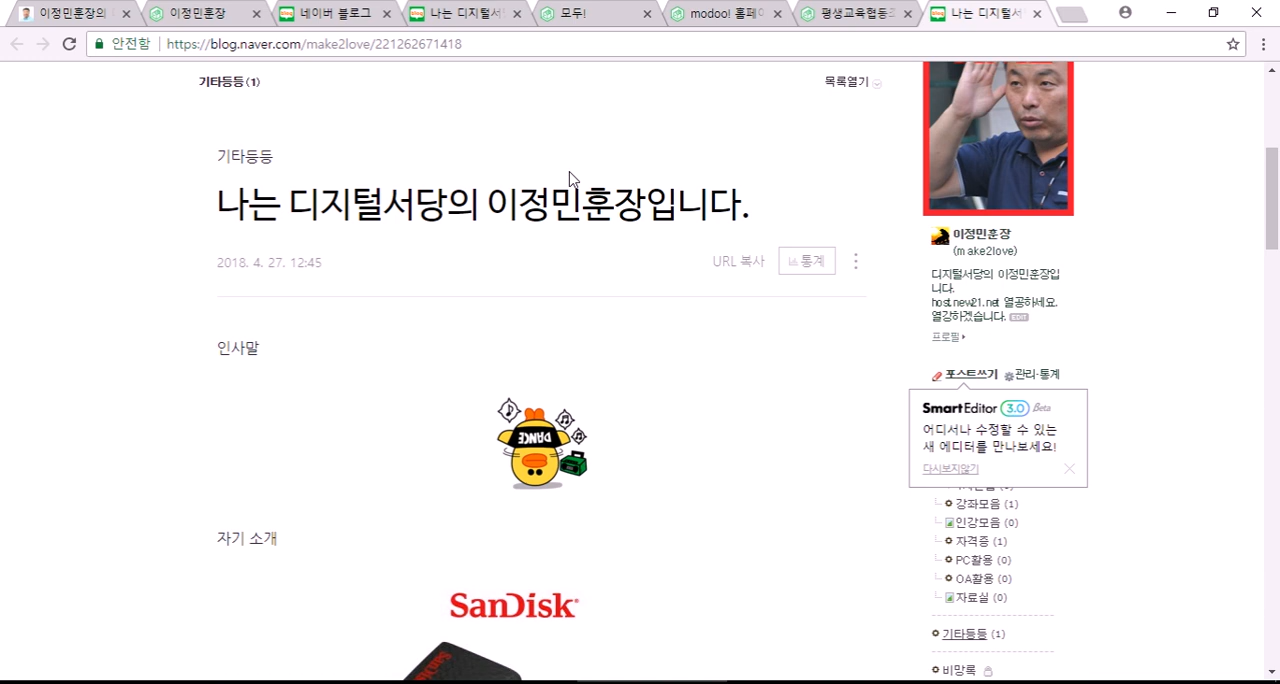 이정민훈장의
이정민훈장
네이버 블로그
나는 디지털서
모두!
modoo! 홈페이
평생교육협동조
나는 디지털서
안전함
https://blog.naver.com/make2love/221262671418
기타등등 (1)
목록열기
기타등등
나는 디지털서당의 이정민훈장입니다.
2018. 4. 27. 12:45
URL 복사
통계
인사말
DANCE
자기 소개
SanDisk
SanDisk
이정민훈장
(make2love)
디지털서당의 이정민훈장입
니다.
host.new21.net 열공하세요.
열강하겠습니다. EDIT
프로필
포스트쓰기
관리·통계
SmartEditor 3.0 Beta
어디서나 수정할 수 있는
새 에디터를 만나보세요!
다시보지않기
강좌모음 (1)
인강모음 (0)
자격증 (1)
PC활용 (0)
OA활용 (0)
자료실 (0)
기타등등 (1)
비망록